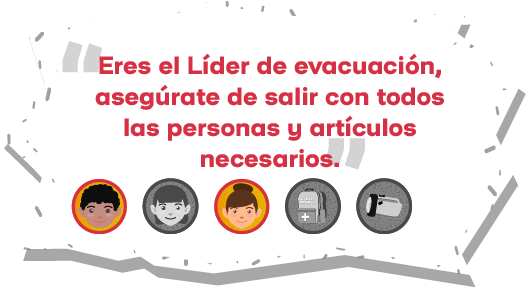 Eres el Líder de evacuación,
asegúrate de salir con todos
las personas y artículos
necesarios.